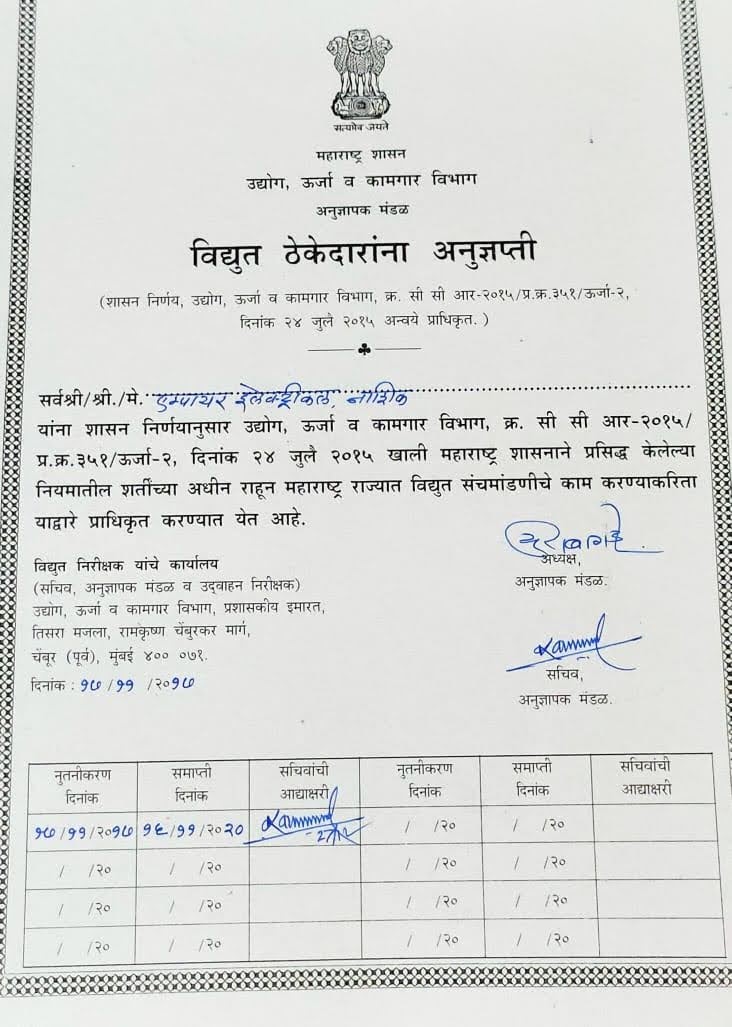 सत्यमेव जयते
महाराष्ट्र शासन
उद्योग, ऊर्जा व कामगार विभाग
अनुज्ञापक मंडळ
विद्युत ठेकेदारांना अनुज्ञप्ती
(शासन निर्णय, उद्योग, ऊर्जा व कामगार विभाग, क्र. सी सी आर-२०१५/प्र.क्र.३५१/ऊर्जा-२,
दिनांक २४ जुलै २०१५ अन्वये प्राधिकृत. )
सर्वश्री/श्री./मे. एम्पायर इलेक्ट्रीकल, नाशिक
यांना शासन निर्णयानुसार उद्योग, ऊर्जा व कामगार विभाग, क्र. सी सी आर-२०१५/
प्र.क्र.३५१/ऊर्जा-२, दिनांक २४ जुलै २०१५ खाली महाराष्ट्र शासनाने प्रसिद्ध केलेल्या
नियमातील शर्तीच्या अधीन राहून महाराष्ट्र राज्यात विद्युत संचमांडणीचे काम करण्याकरिता
याद्वारे प्राधिकृत करण्यात येत आहे.
अध्यक्ष,
अनुज्ञापक मंडळ.
विद्युत निरीक्षक यांचे कार्यालय
(सचिव, अनुज्ञापक मंडळ व उद्‌वाहन निरीक्षक)
उद्योग, ऊर्जा व कामगार विभाग, प्रशासकीय इमारत,
तिसरा मजला, रामकृष्ण चेंबुरकर मार्ग,
चेंबूर (पूर्व), मुंबई ४०० ०७१.
दिनांक : १७/११/२०१७
सचिव,
अनुज्ञापक मंडळ.
नुतनीकरण दिनांक समाप्ती दिनांक सचिवांची आद्याक्षरी नुतनीकरण दिनांक समाप्ती दिनांक सचिवांची आद्याक्षरी
१७/११/२०१७ १६/११/२०२० / /२० / /२०
/ /२० / /२० / /२० / /२०
/ /२० / /२० / /२० / /२०
/ /२० / /२० / /२० / /२०